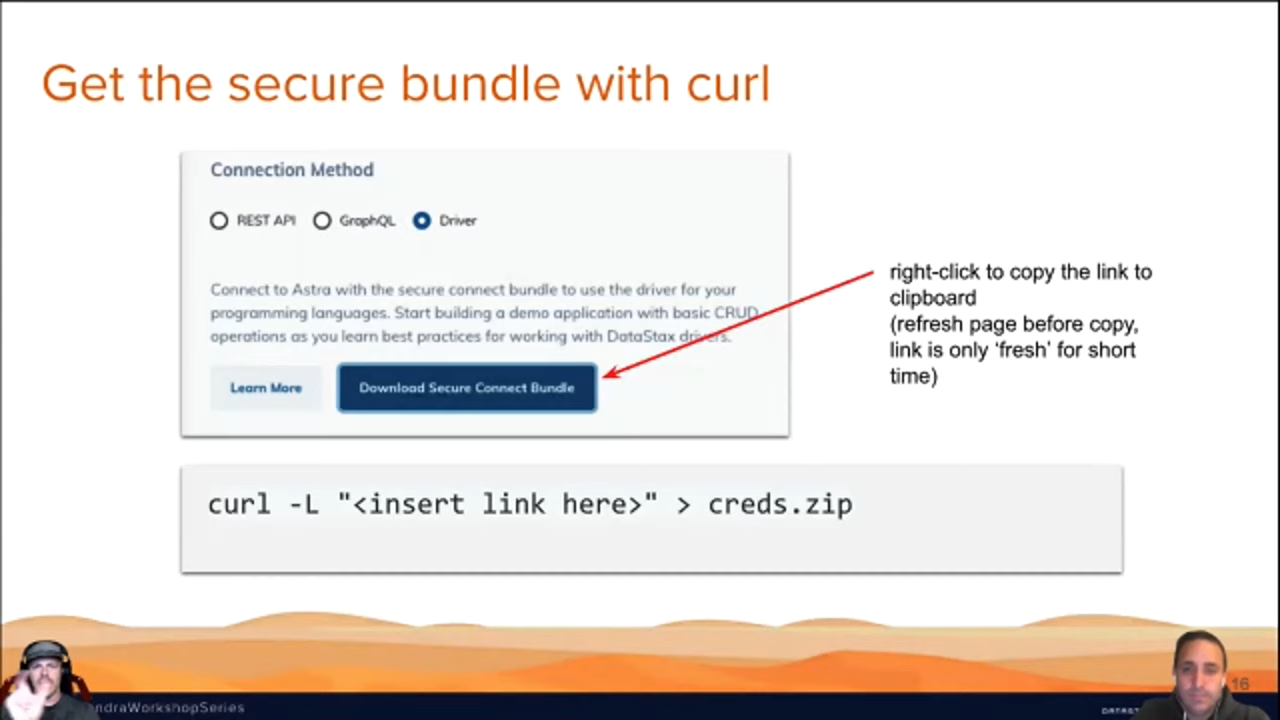 Get the secure bundle with curl
Connection Method
REST API GraphQL Driver
Connect to Astra with the secure connect bundle to use the driver for your
programming languages. Start building a demo application with basic CRUD
operations as you learn best practices for working with DataStax drivers.
Learn More Download Secure Connect Bundle
right-click to copy the link to
clipboard
(refresh page before copy,
link is only ‘fresh’ for short
time)
curl -L "<insert link here>" > creds.zip
16
ndraWorkshopSeries
DATAST